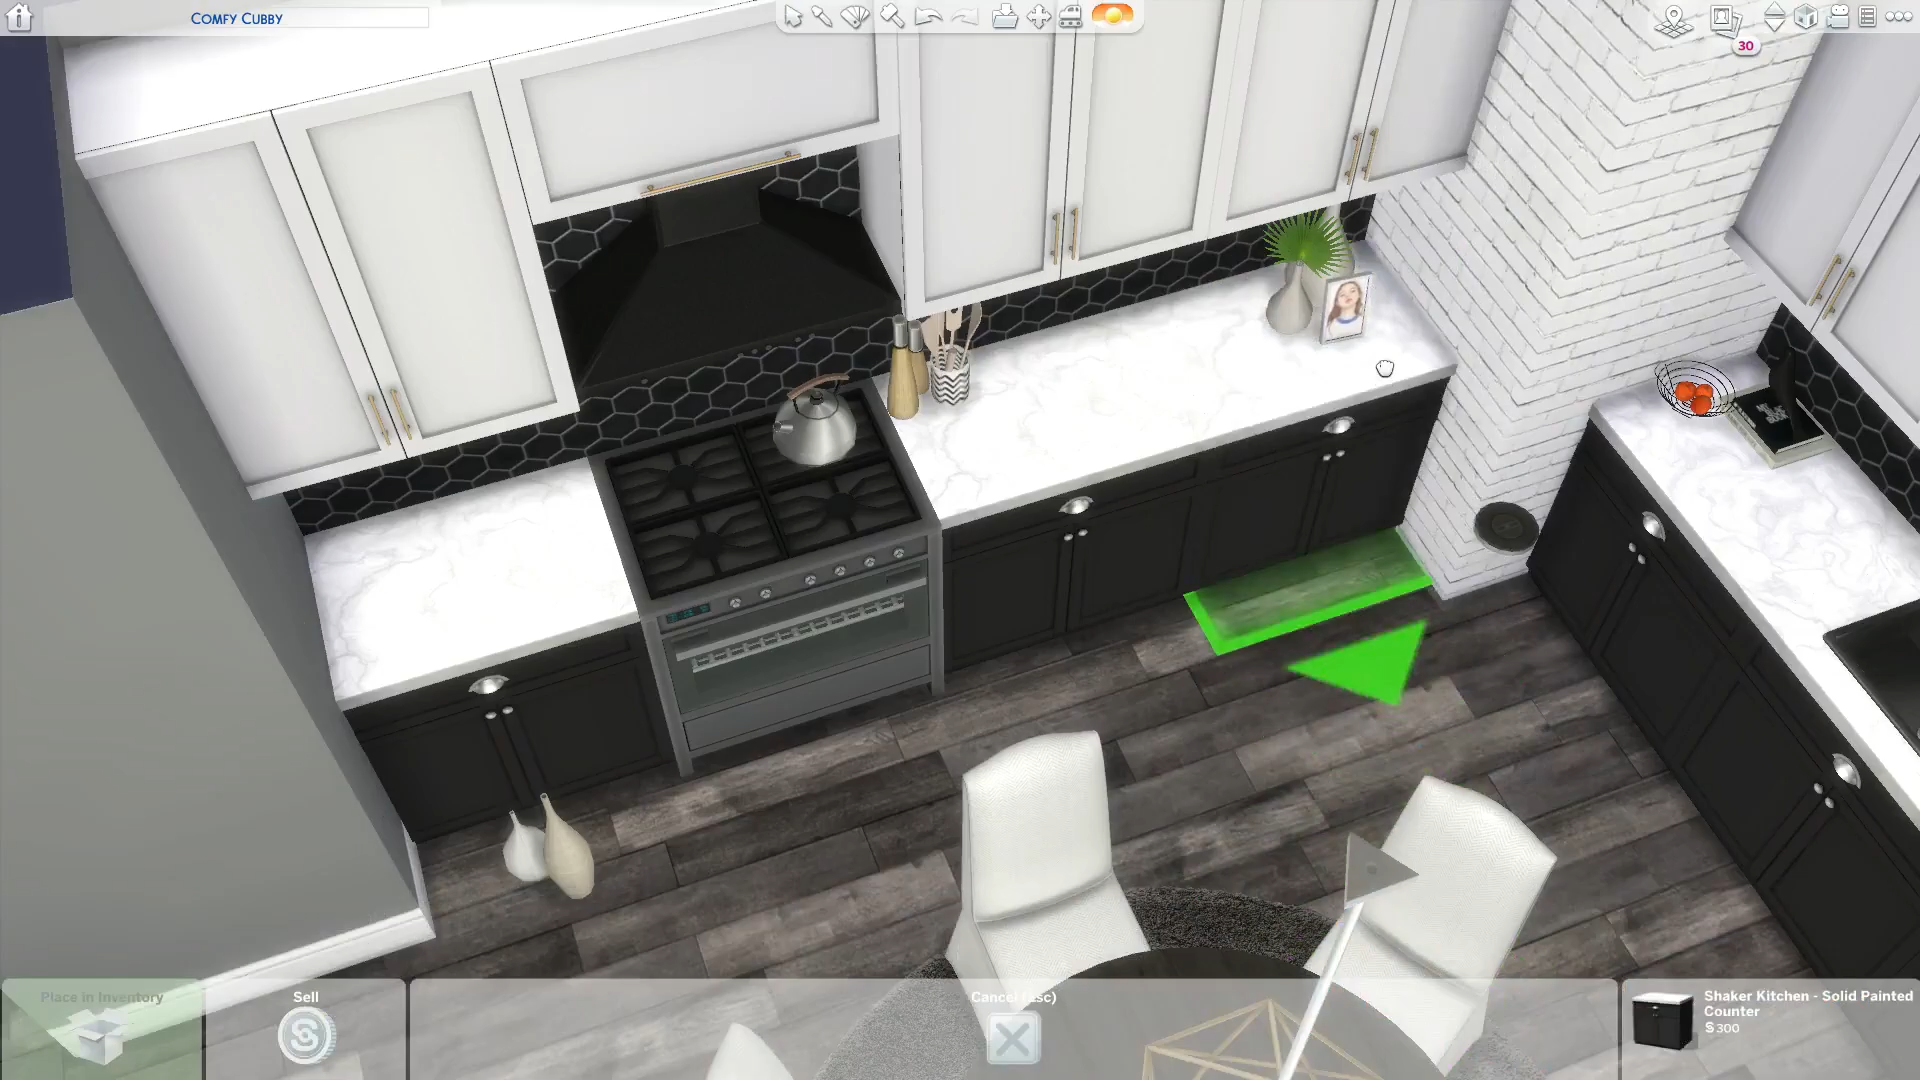 COMFY CUBBY
30
Place in Inventory
Sell
Cancel (Esc)
Shaker Kitchen - Solid Painted
Counter
§300